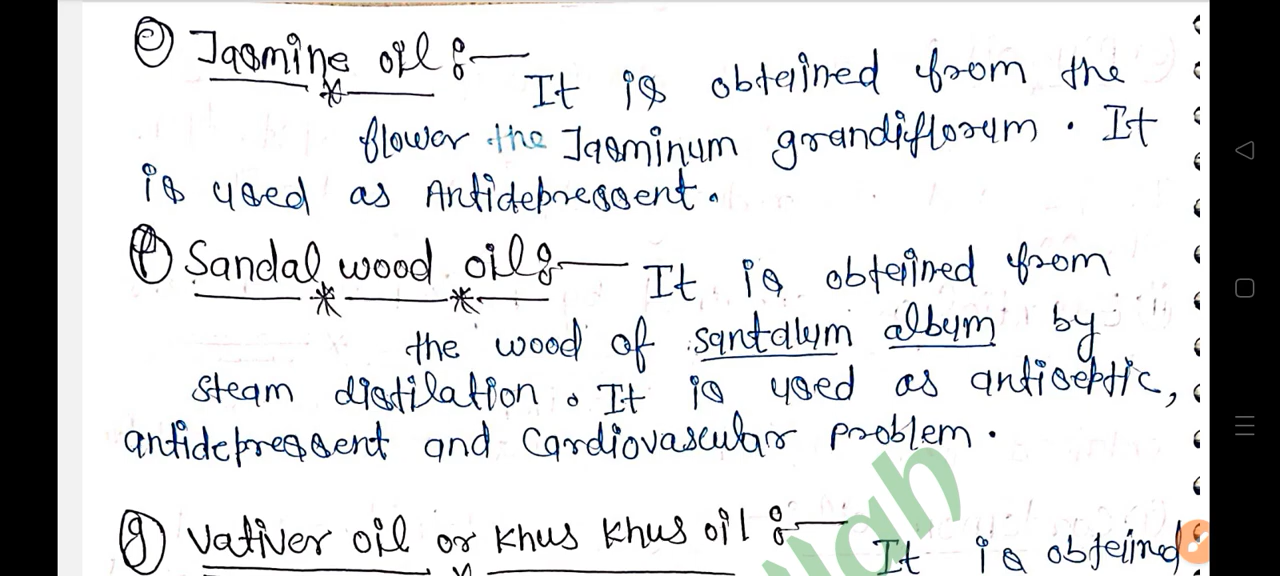 e Jasmine oil :—
It is obtained from the
flower the Jasminum grandiflorum . It
is used as Antidepressent.
f Sandal wood oil :— It is obteined from
the wood of santalum album by
steam distilation . It is used as antiseptic,
antidepressent and Cardiovascular problem .
g Vativer oil or Khus Khus oil :—
It is obteined